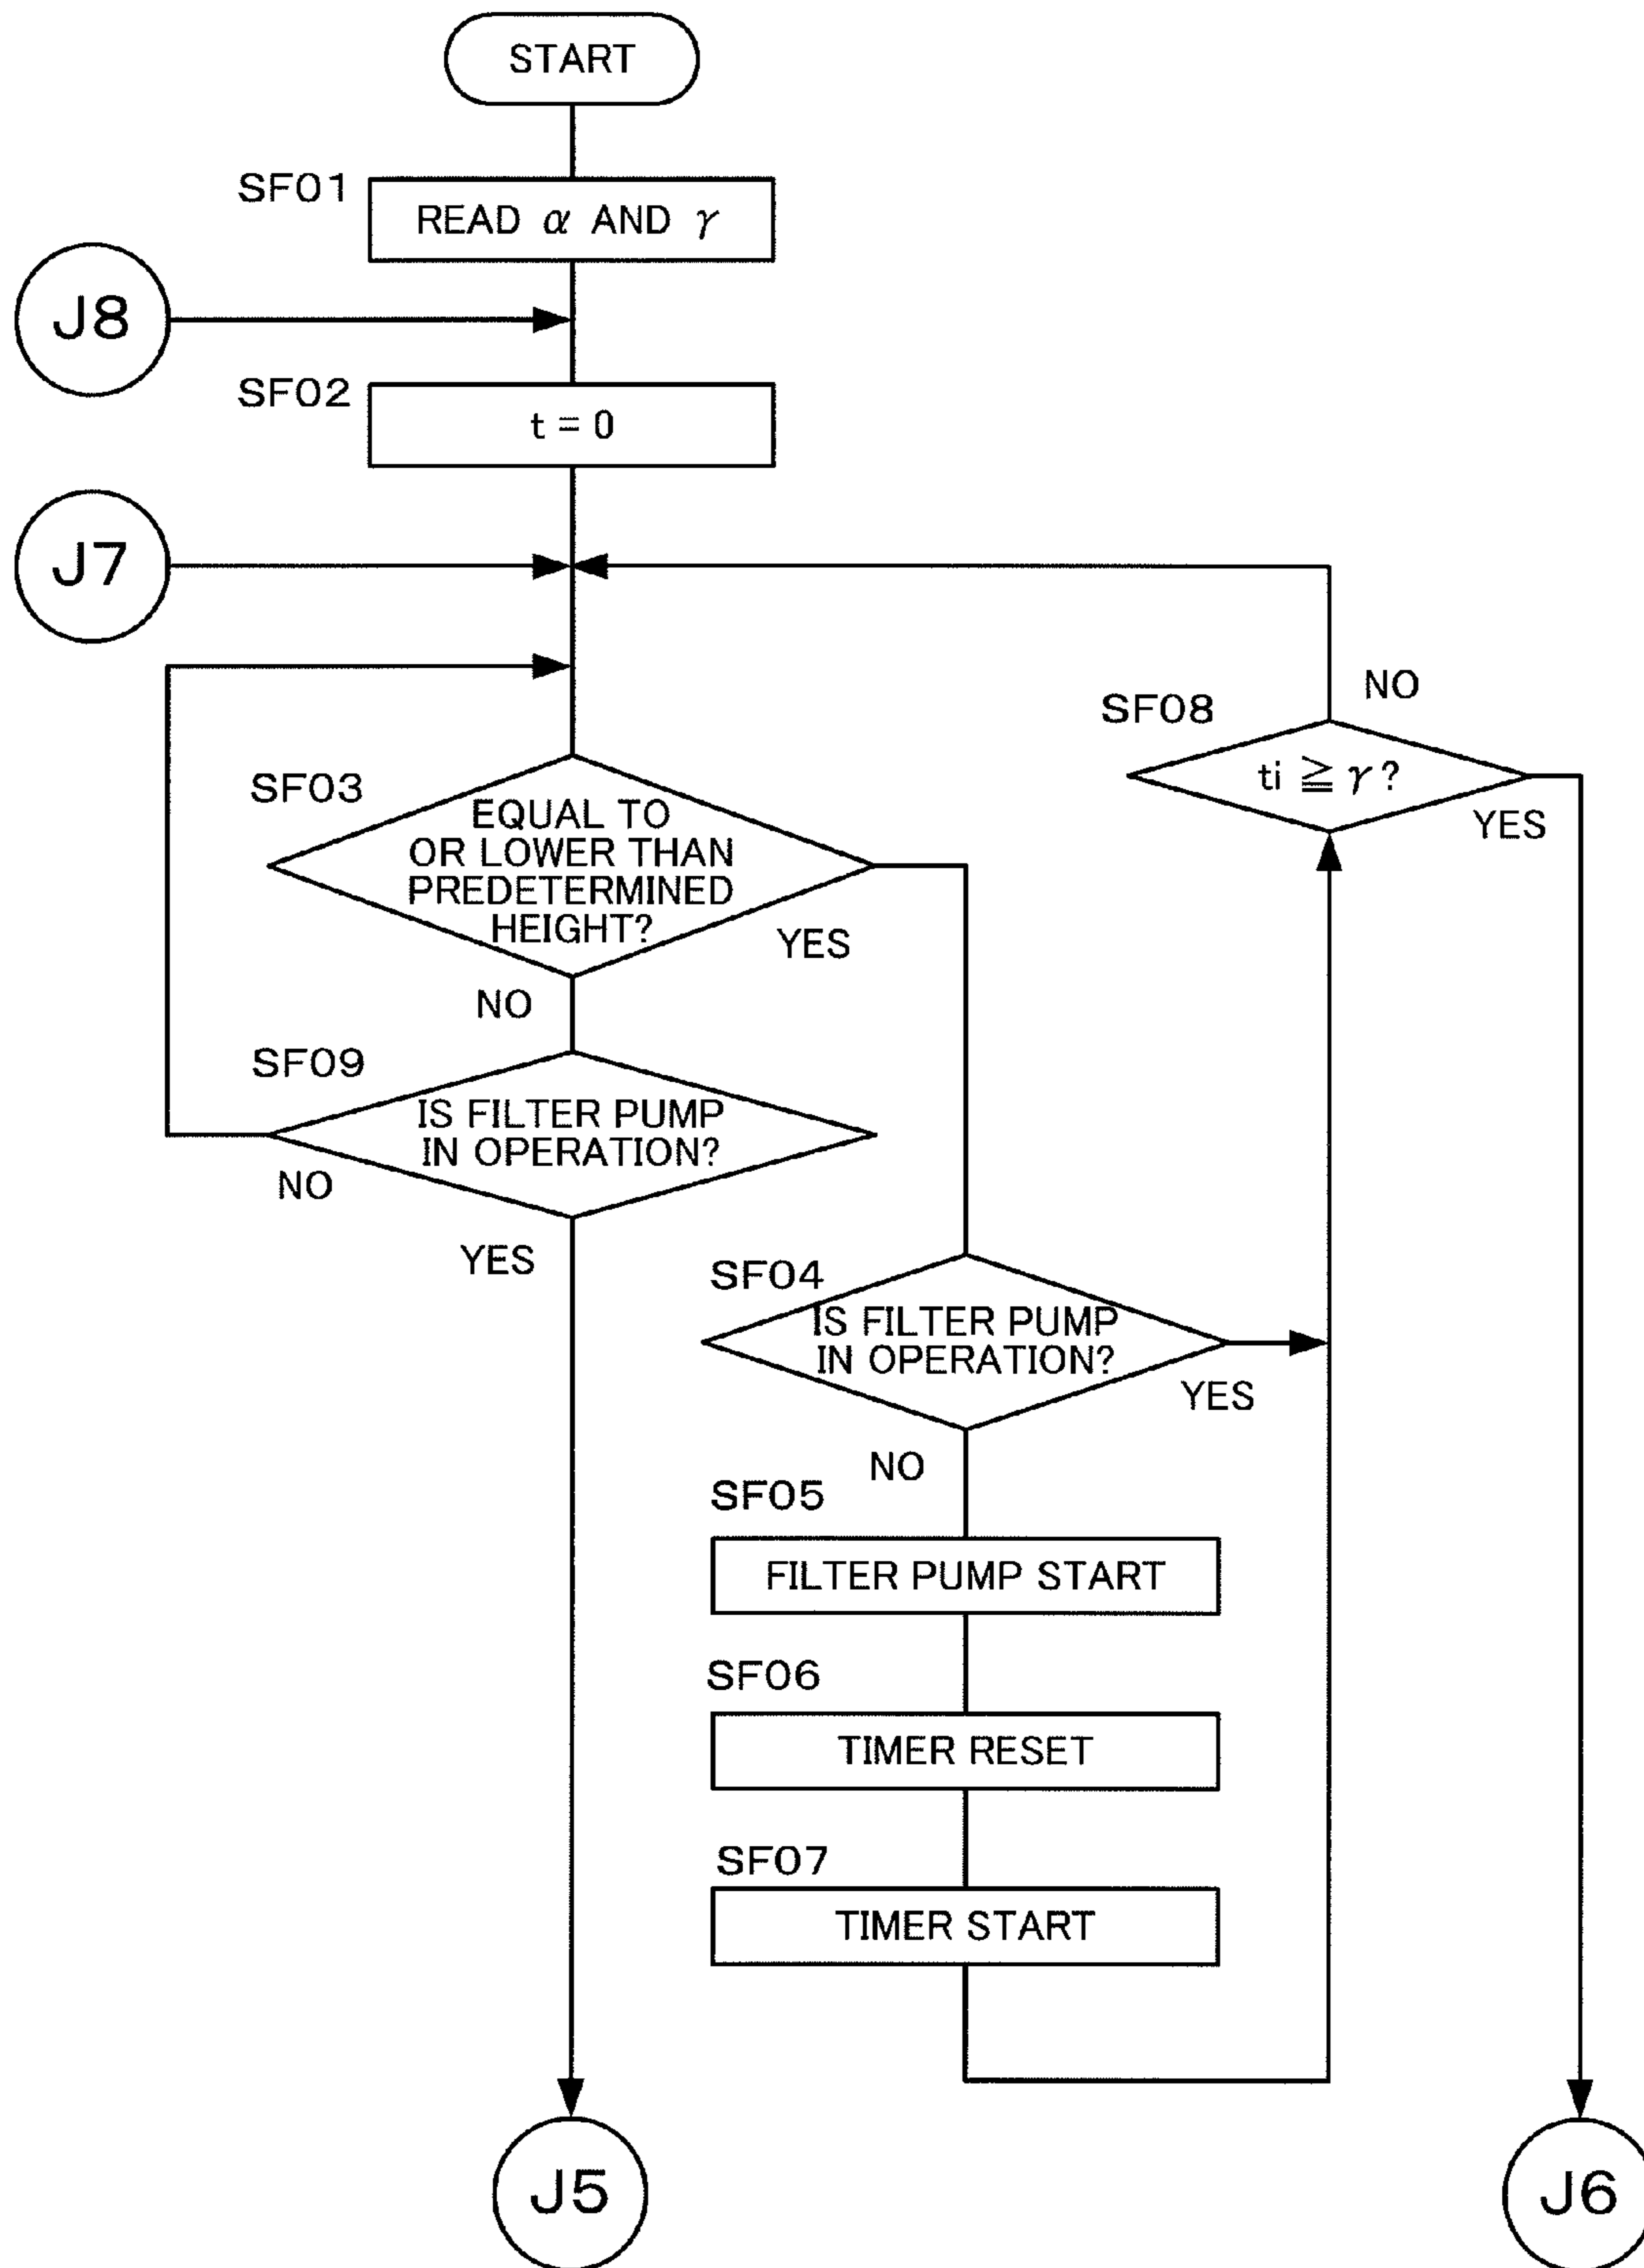 START
SF01
READ α AND γ
J8
SF02
t = 0
J7
NO
SF08
ti ≧ γ?
YES
SF03
EQUAL TO
OR LOWER THAN
PREDETERMINED
HEIGHT?
YES
NO
SF09
IS FILTER PUMP
IN OPERATION?
NO
YES
SF04
IS FILTER PUMP
IN OPERATION?
YES
NO
SF05
FILTER PUMP START
SF06
TIMER RESET
SF07
TIMER START
J5
J6